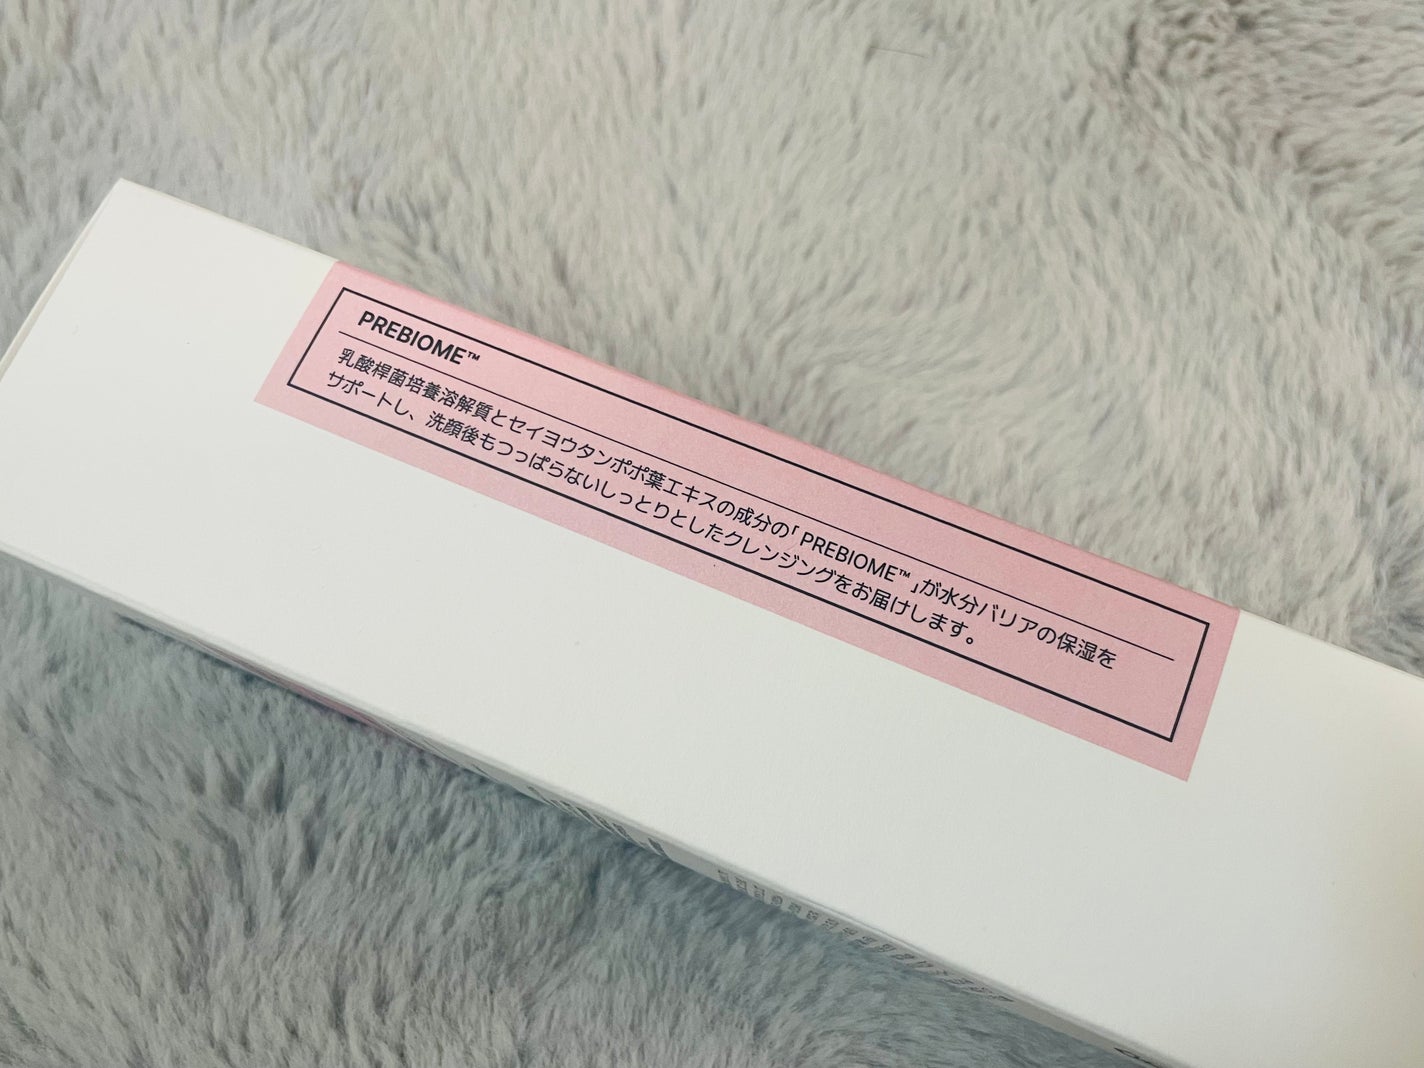 PREBIOME™
乳酸桿菌培養溶解質とセイヨウタンポポ葉エキスの成分の「PREBIOME™」が水分バリアの保湿を
サポートし、洗顔後もつっぱらないしっとりとしたクレンジングをお届けします。